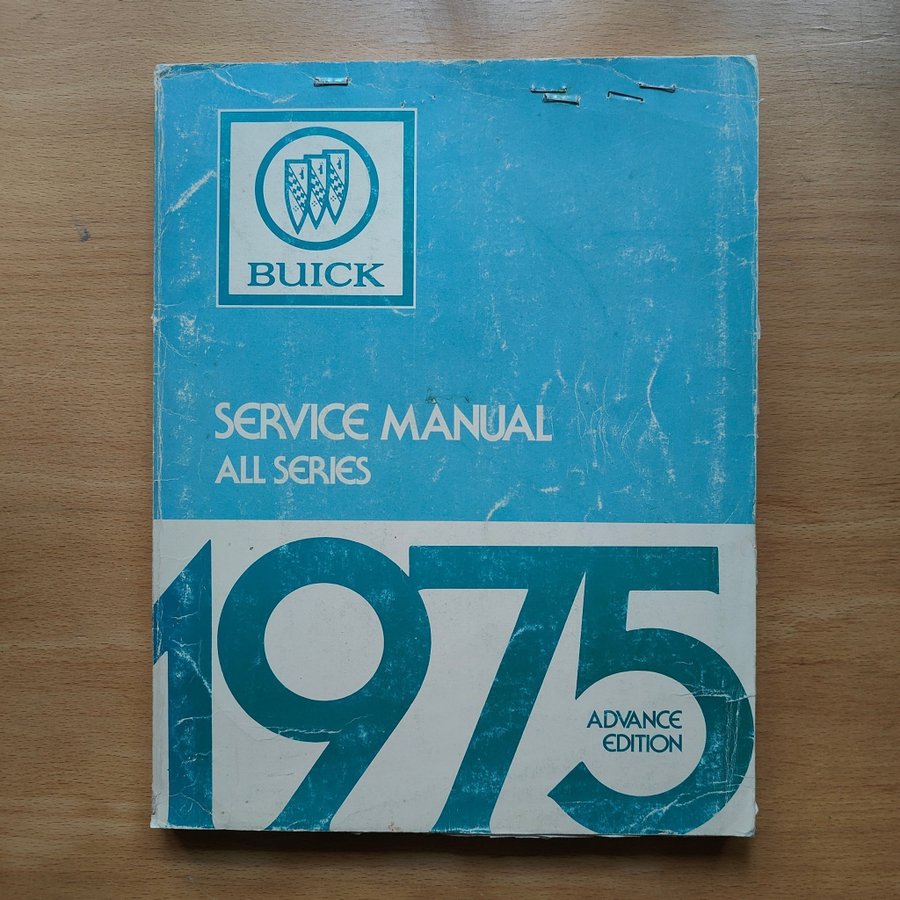 BUICK
SERVICE MANUAL
ALL SERIES
1975
ADVANCE
EDITION